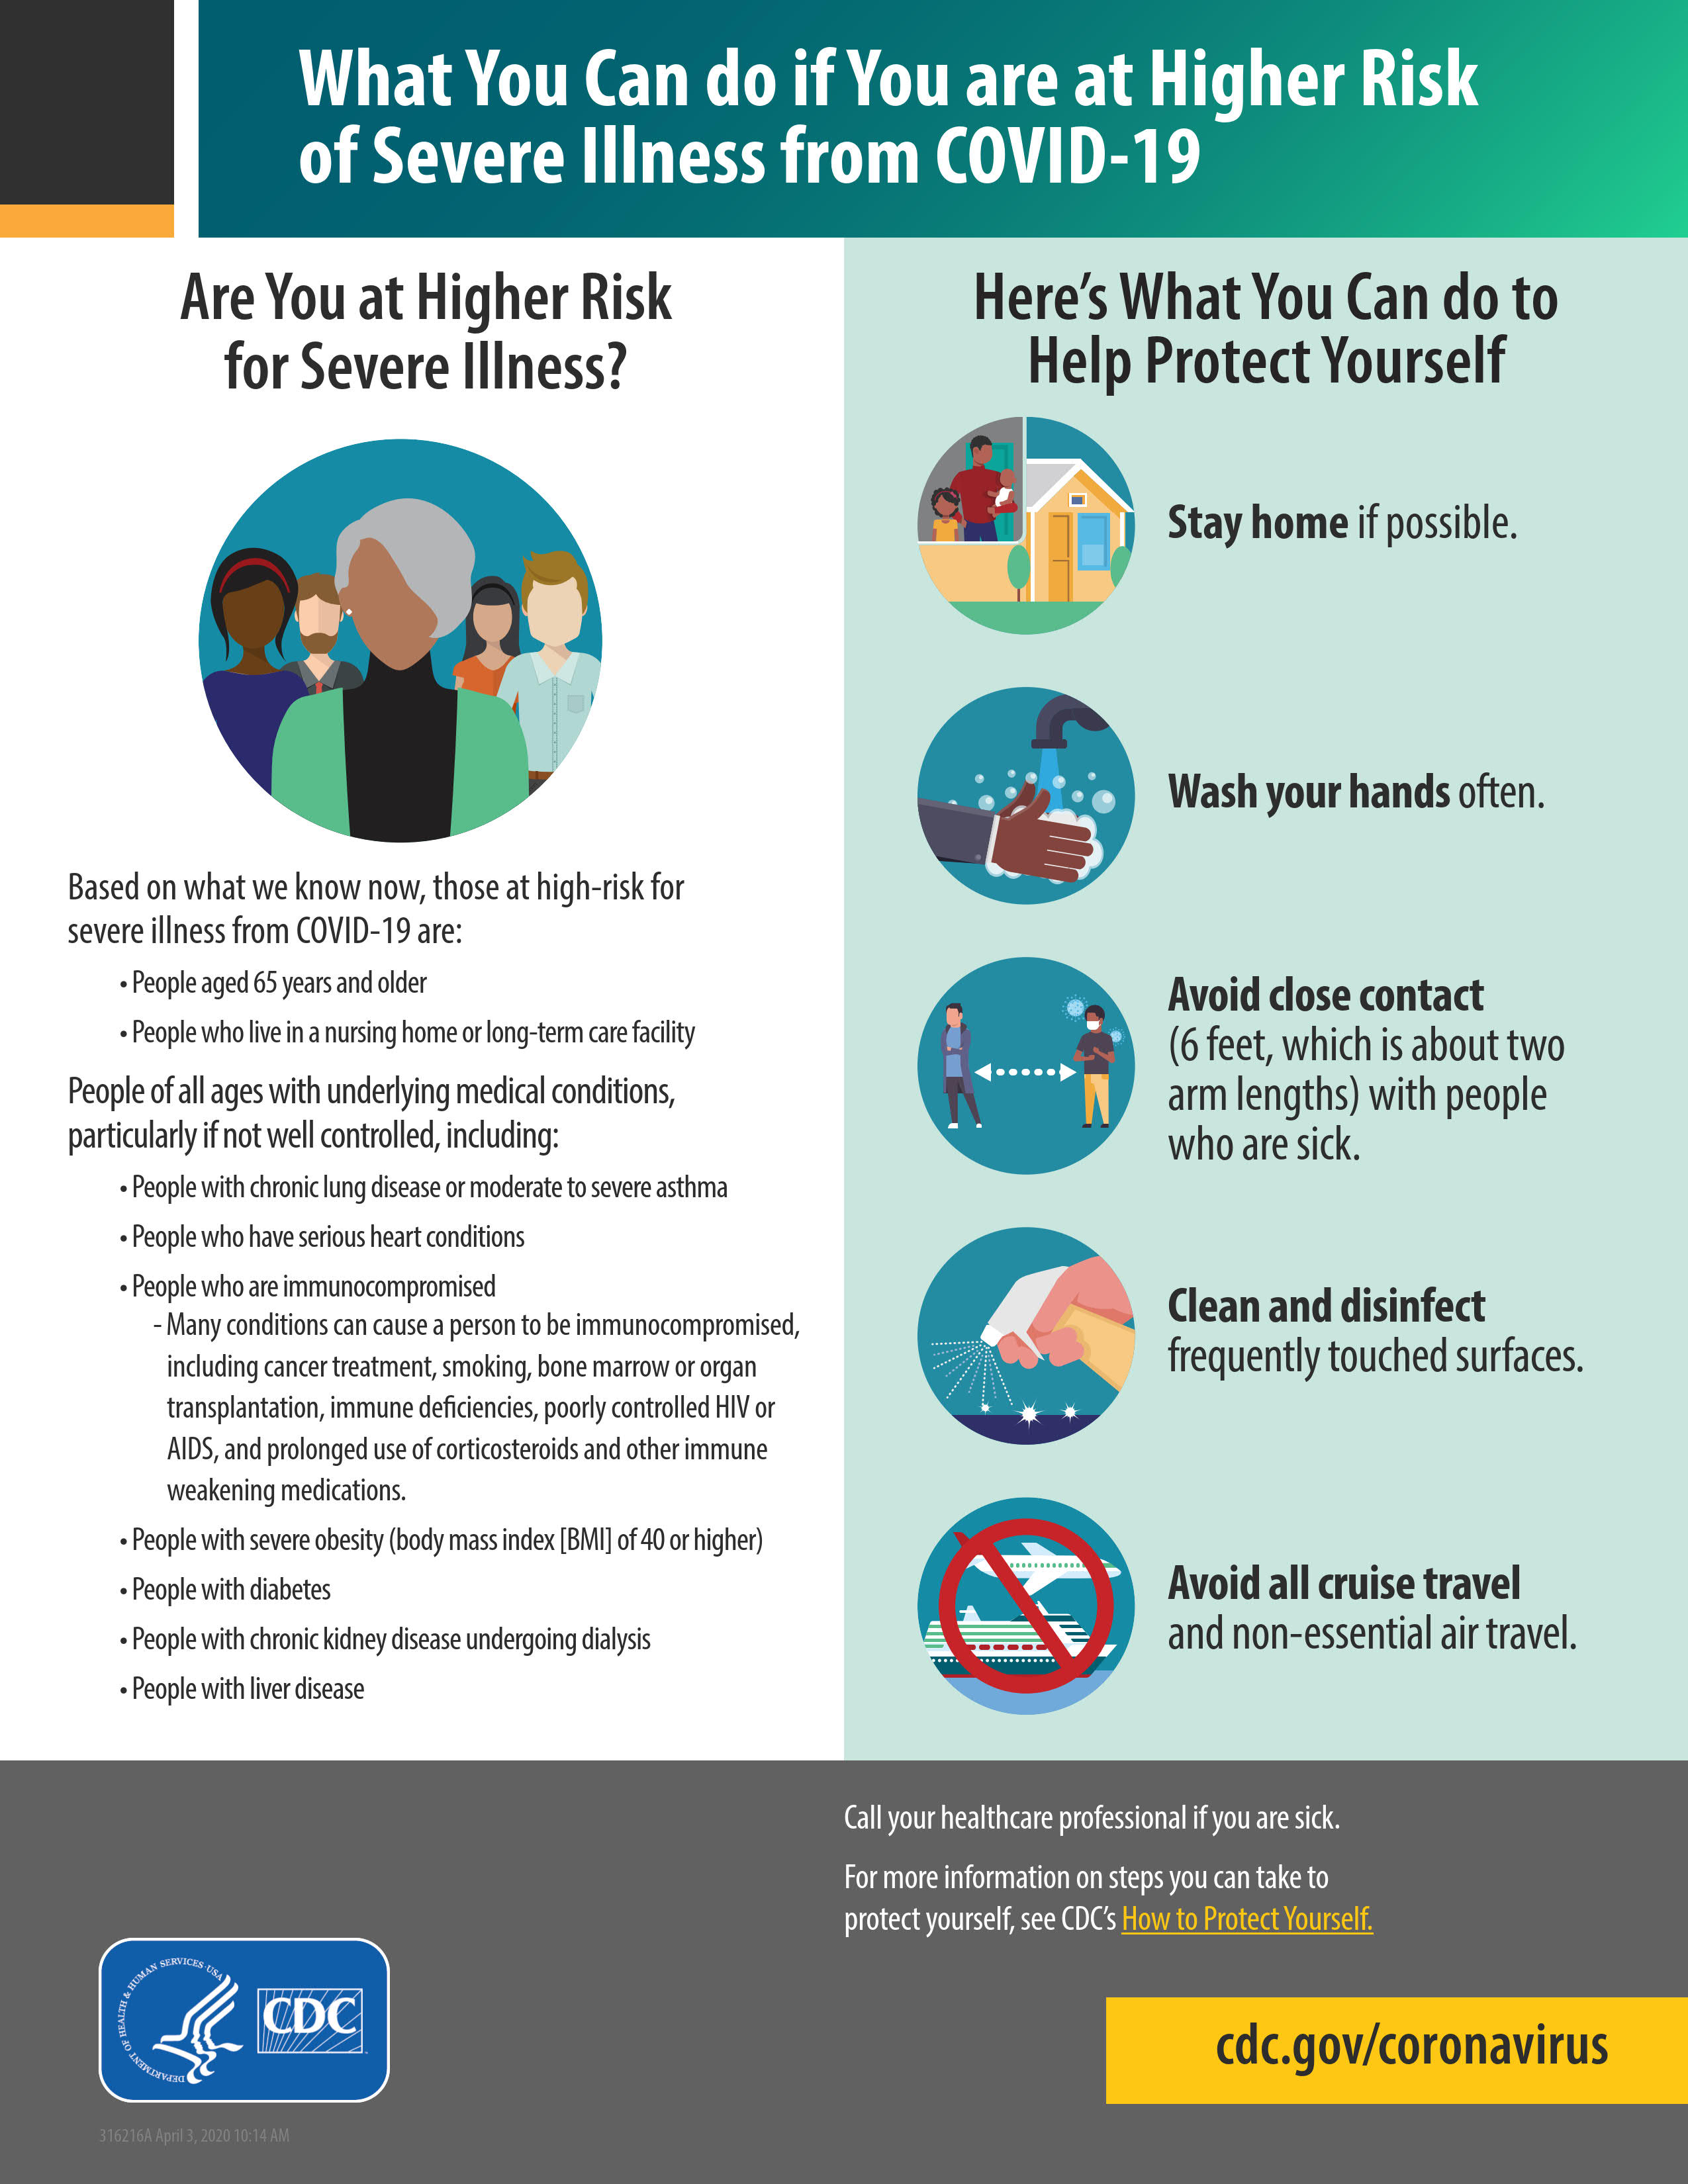 What You Can do if You are at Higher Risk
of Severe Illness from COVID-19
Are You at Higher Risk
for Severe Illness?
Based on what we know now, those at high-risk for
severe illness from COVID-19 are:
• People aged 65 years and older
• People who live in a nursing home or long-term care facility
People of all ages with underlying medical conditions,
particularly if not well controlled, including:
• People with chronic lung disease or moderate to severe asthma
• People who have serious heart conditions
• People who are immunocompromised
- Many conditions can cause a person to be immunocompromised,
including cancer treatment, smoking, bone marrow or organ
transplantation, immune deficiencies, poorly controlled HIV or
AIDS, and prolonged use of corticosteroids and other immune
weakening medications.
• People with severe obesity (body mass index [BMI] of 40 or higher)
• People with diabetes
• People with chronic kidney disease undergoing dialysis
• People with liver disease
Here’s What You Can do to
Help Protect Yourself
Stay home if possible.
Wash your hands often.
Avoid close contact
(6 feet, which is about two
arm lengths) with people
who are sick.
Clean and disinfect
frequently touched surfaces.
Avoid all cruise travel
and non-essential air travel.
Call your healthcare professional if you are sick.
For more information on steps you can take to
protect yourself, see CDC’s How to Protect Yourself.
DEPARTMENT OF HEALTH & HUMAN SERVICES·USA
CDC
cdc.gov/coronavirus
316216A April 3, 2020 10:14 AM